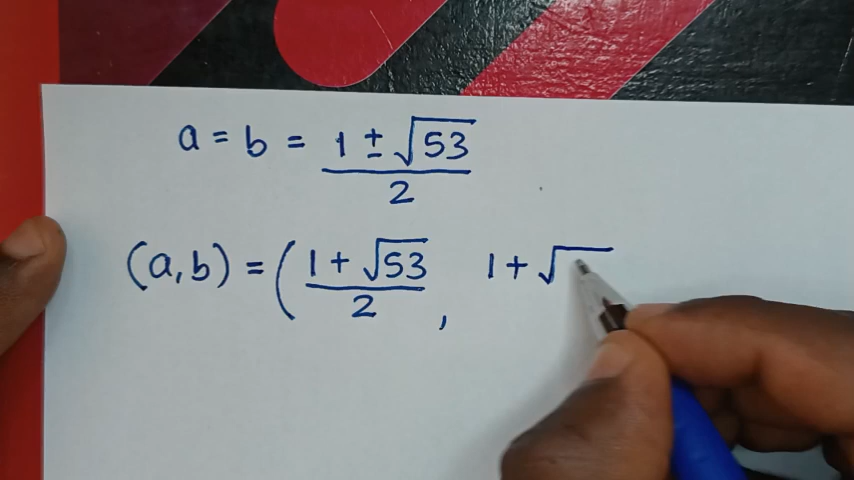 a = b = (1 ± √53)/2
(a,b) = ((1 + √53)/2 , 1 + √